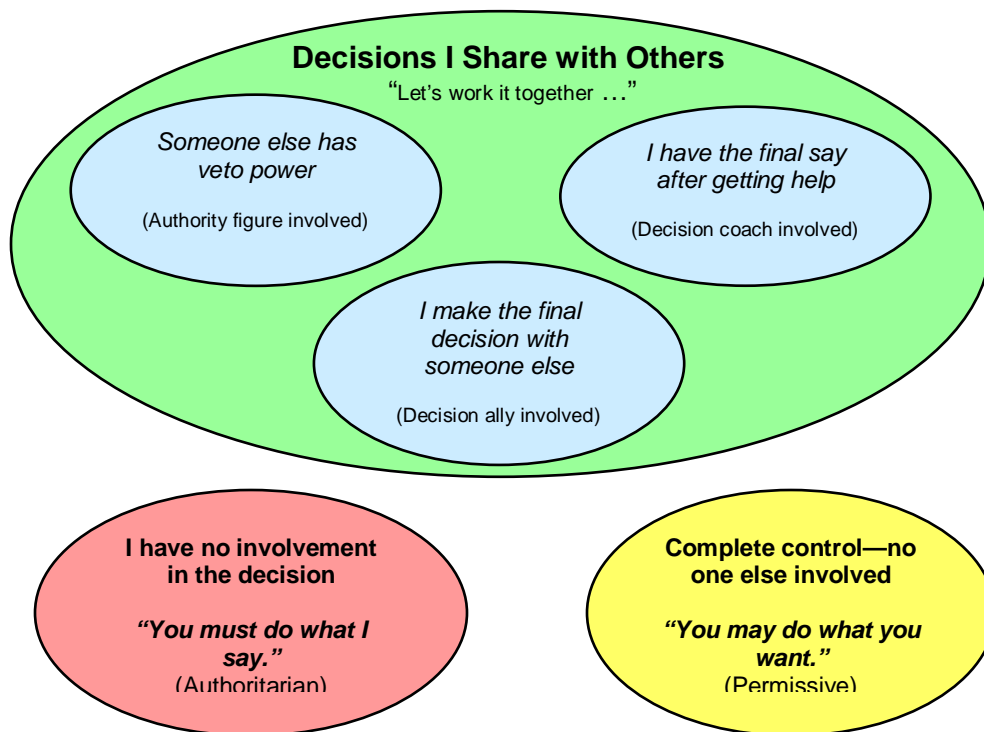 Decisions I Share with Others
“Let’s work it together …”
Someone else has
veto power
(Authority figure involved)
I have the final say
after getting help
(Decision coach involved)
I make the final
decision with
someone else
(Decision ally involved)
I have no involvement
in the decision
“You must do what I
say.”
(Authoritarian)
Complete control—no
one else involved
“You may do what you
want.”
(Permissive)